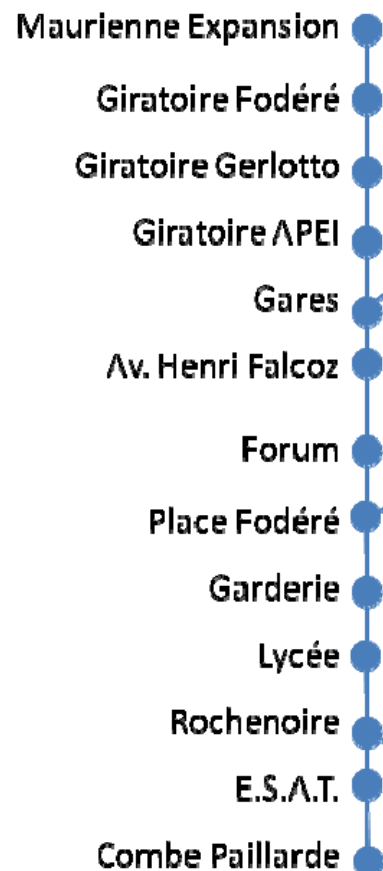 Maurienne Expansion
Giratoire Fodéré
Giratoire Gerlotto
Giratoire APEI
Gares
Av. Henri Falcoz
Forum
Place Fodéré
Garderie
Lycée
Rochenoire
E.S.A.T.
Combe Paillarde